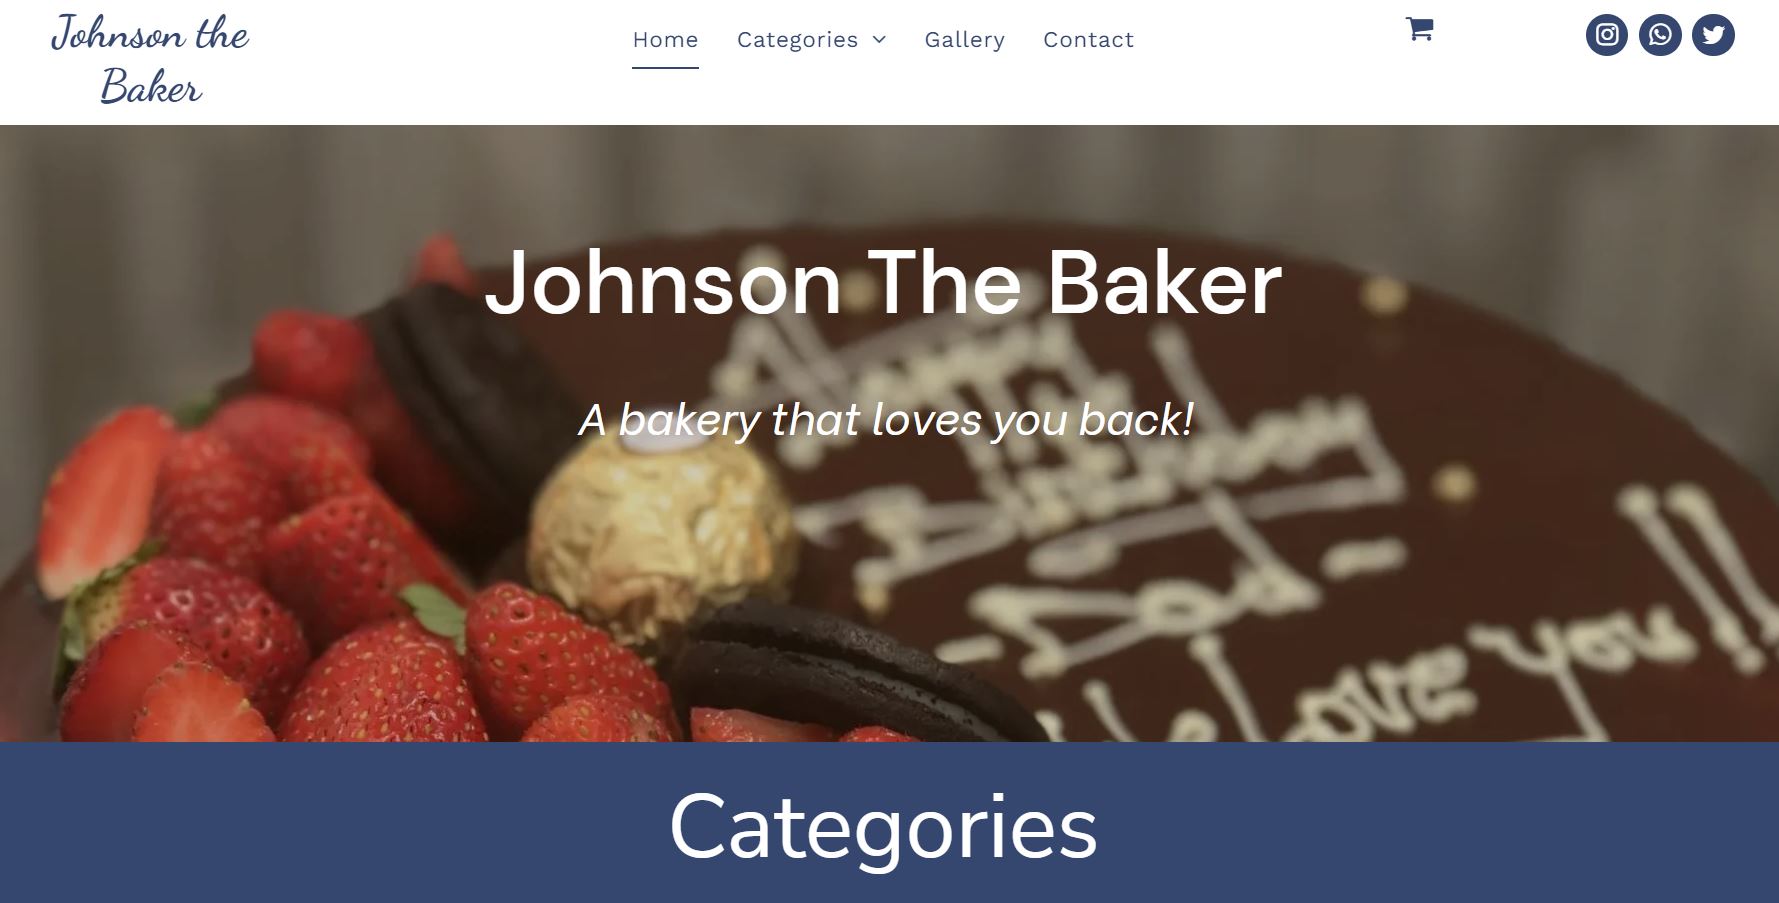 Johnson the
Baker
Home Categories Gallery Contact
Johnson The Baker
A bakery that loves you back!
Happy
Birthday
- Dad -
We love you!!
Categories